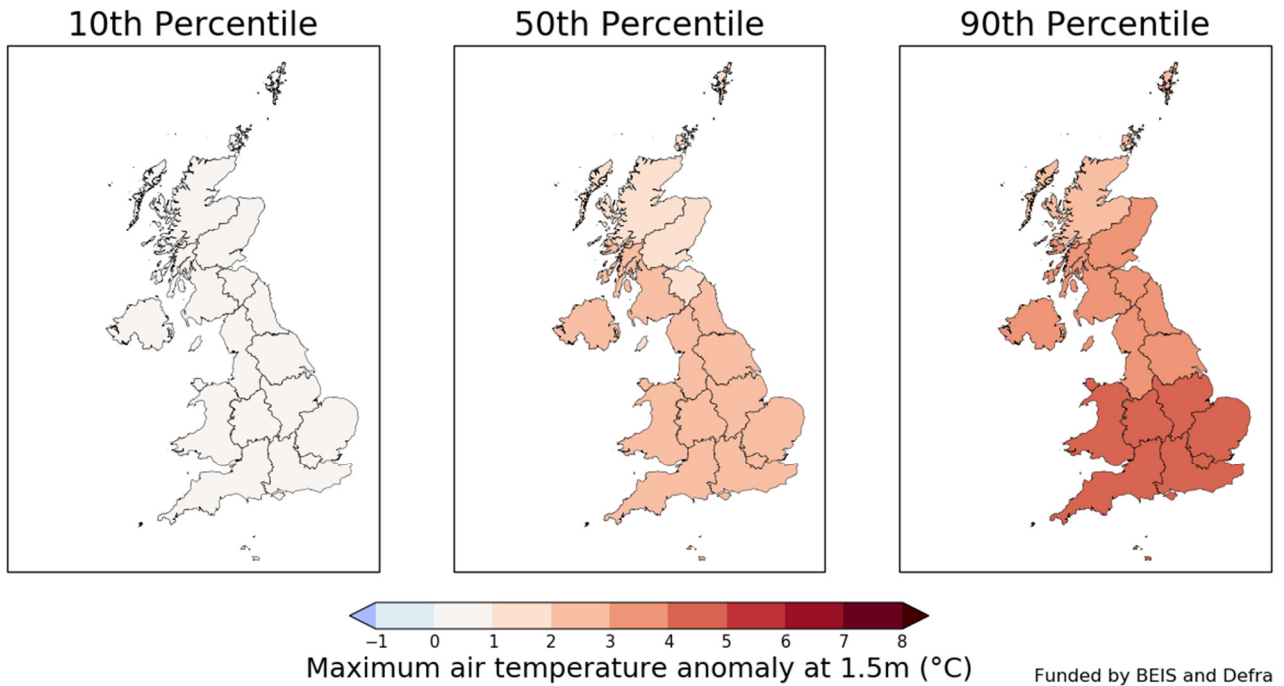 10th Percentile
50th Percentile
90th Percentile
−1 0 1 2 3 4 5 6 7 8
Maximum air temperature anomaly at 1.5m (°C)
Funded by BEIS and Defra